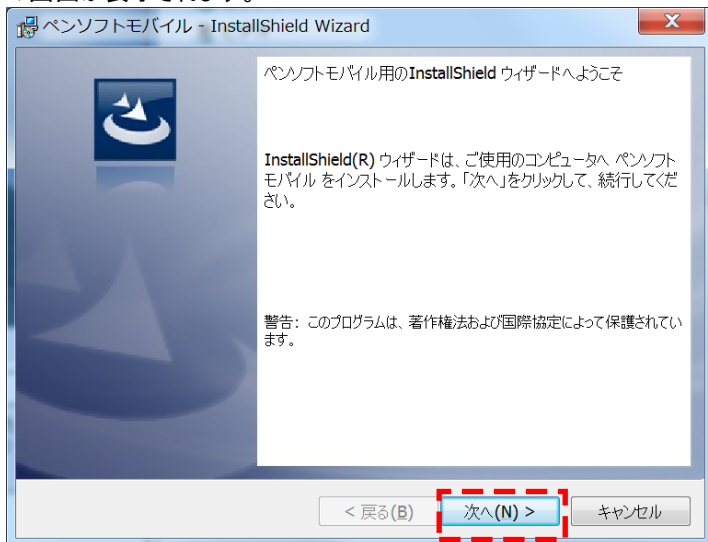 ペンソフトモバイル - InstallShield Wizard
X
ペンソフトモバイル用のInstallShield ウィザードへようこそ
InstallShield(R) ウィザードは、ご使用のコンピュータへ ペンソフト
モバイル をインストールします。「次へ」をクリックして、続行してくだ
さい。
警告: このプログラムは、著作権法および国際協定によって保護されてい
ます。
< 戻る(B)
次へ(N) >
キャンセル